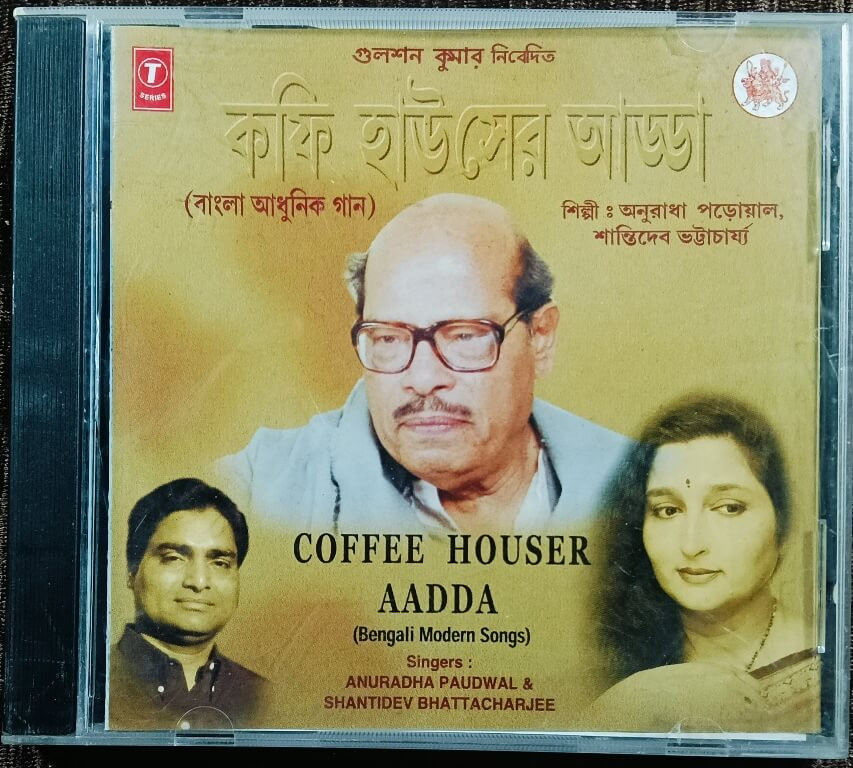 গুলশন কুমার নিবেদিত
T
SERIES
কফি হাউসের আড্ডা
(বাংলা আধুনিক গান)
শিল্পী ঃ অনুরাধা পড়োয়াল,
শান্তিদেব ভট্টাচার্য্য
COFFEE HOUSER
AADDA
(Bengali Modern Songs)
Singers :
ANURADHA PAUDWAL &
SHANTIDEV BHATTACHARJEE